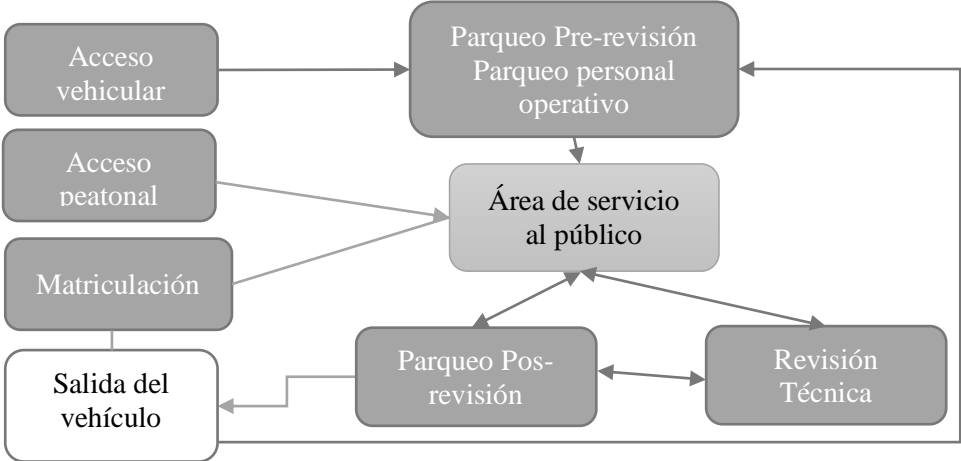 Acceso
vehicular
Parqueo Pre-revisión
Parqueo personal
operativo
Acceso
peatonal
Área de servicio
al público
Matriculación
Salida del
vehículo
Parqueo Pos-
revisión
Revisión
Técnica